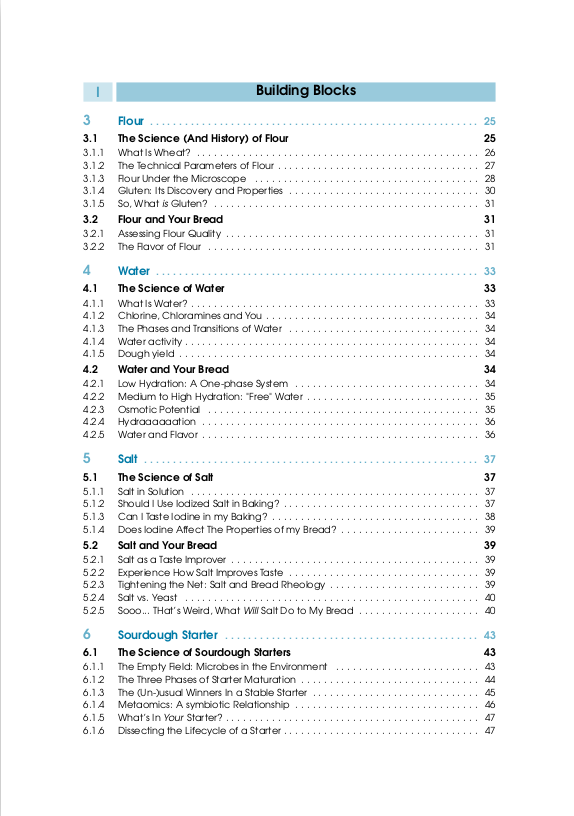 I Building Blocks
3 Flour . . . . . . . . . . . . . . . . . . . . . . . . . . . . . . . . . . . . . . . . . . . . . . . . . . . . . . 25
3.1 The Science (And History) of Flour 25
3.1.1 What Is Wheat? . . . . . . . . . . . . . . . . . . . . . . . . . . . . . . . . . . . . . . . . . . . . . . 26
3.1.2 The Technical Parameters of Flour . . . . . . . . . . . . . . . . . . . . . . . . . . . . . . . . . 27
3.1.3 Flour Under the Microscope . . . . . . . . . . . . . . . . . . . . . . . . . . . . . . . . . . . . . 28
3.1.4 Gluten: Its Discovery and Properties . . . . . . . . . . . . . . . . . . . . . . . . . . . . . . . 30
3.1.5 So, What is Gluten? . . . . . . . . . . . . . . . . . . . . . . . . . . . . . . . . . . . . . . . . . . . 31
3.2 Flour and Your Bread 31
3.2.1 Assessing Flour Quality . . . . . . . . . . . . . . . . . . . . . . . . . . . . . . . . . . . . . . . . . 31
3.2.2 The Flavor of Flour . . . . . . . . . . . . . . . . . . . . . . . . . . . . . . . . . . . . . . . . . . . . 31
4 Water . . . . . . . . . . . . . . . . . . . . . . . . . . . . . . . . . . . . . . . . . . . . . . . . . . . . . 33
4.1 The Science of Water 33
4.1.1 What Is Water? . . . . . . . . . . . . . . . . . . . . . . . . . . . . . . . . . . . . . . . . . . . . . . . 33
4.1.2 Chlorine, Chloramines and You . . . . . . . . . . . . . . . . . . . . . . . . . . . . . . . . . . . 34
4.1.3 The Phases and Transitions of Water . . . . . . . . . . . . . . . . . . . . . . . . . . . . . . . 34
4.1.4 Water activity . . . . . . . . . . . . . . . . . . . . . . . . . . . . . . . . . . . . . . . . . . . . . . . . 34
4.1.5 Dough yield . . . . . . . . . . . . . . . . . . . . . . . . . . . . . . . . . . . . . . . . . . . . . . . . . 34
4.2 Water and Your Bread 34
4.2.1 Low Hydration: A One-phase System . . . . . . . . . . . . . . . . . . . . . . . . . . . . . . 34
4.2.2 Medium to High Hydration: "Free" Water . . . . . . . . . . . . . . . . . . . . . . . . . . . . 35
4.2.3 Osmotic Potential . . . . . . . . . . . . . . . . . . . . . . . . . . . . . . . . . . . . . . . . . . . . 35
4.2.4 Hydraaaaaation . . . . . . . . . . . . . . . . . . . . . . . . . . . . . . . . . . . . . . . . . . . . . 36
4.2.5 Water and Flavor . . . . . . . . . . . . . . . . . . . . . . . . . . . . . . . . . . . . . . . . . . . . . 36
5 Salt . . . . . . . . . . . . . . . . . . . . . . . . . . . . . . . . . . . . . . . . . . . . . . . . . . . . . . . 37
5.1 The Science of Salt 37
5.1.1 Salt in Solution . . . . . . . . . . . . . . . . . . . . . . . . . . . . . . . . . . . . . . . . . . . . . . . 37
5.1.2 Should I Use Iodized Salt in Baking? . . . . . . . . . . . . . . . . . . . . . . . . . . . . . . . . 37
5.1.3 Can I Taste Iodine in my Baking? . . . . . . . . . . . . . . . . . . . . . . . . . . . . . . . . . . 38
5.1.4 Does Iodine Affect The Properties of my Bread? . . . . . . . . . . . . . . . . . . . . . . . 39
5.2 Salt and Your Bread 39
5.2.1 Salt as a Taste Improver . . . . . . . . . . . . . . . . . . . . . . . . . . . . . . . . . . . . . . . . 39
5.2.2 Experience How Salt Improves Taste . . . . . . . . . . . . . . . . . . . . . . . . . . . . . . . 39
5.2.3 Tightening the Net: Salt and Bread Rheology . . . . . . . . . . . . . . . . . . . . . . . . . 39
5.2.4 Salt vs. Yeast . . . . . . . . . . . . . . . . . . . . . . . . . . . . . . . . . . . . . . . . . . . . . . . . 40
5.2.5 Sooo... THat's Weird, What Will Salt Do to My Bread . . . . . . . . . . . . . . . . . . . . 40
6 Sourdough Starter . . . . . . . . . . . . . . . . . . . . . . . . . . . . . . . . . . . . . . . . . . 43
6.1 The Science of Sourdough Starters 43
6.1.1 The Empty Field: Microbes in the Environment . . . . . . . . . . . . . . . . . . . . . . . . 43
6.1.2 The Three Phases of Starter Maturation . . . . . . . . . . . . . . . . . . . . . . . . . . . . . 44
6.1.3 The (Un-)usual Winners In a Stable Starter . . . . . . . . . . . . . . . . . . . . . . . . . . . 45
6.1.4 Metaomics: A symbiotic Relationship . . . . . . . . . . . . . . . . . . . . . . . . . . . . . . 46
6.1.5 What's In Your Starter? . . . . . . . . . . . . . . . . . . . . . . . . . . . . . . . . . . . . . . . . . 47
6.1.6 Dissecting the Lifecycle of a Starter . . . . . . . . . . . . . . . . . . . . . . . . . . . . . . . . 47